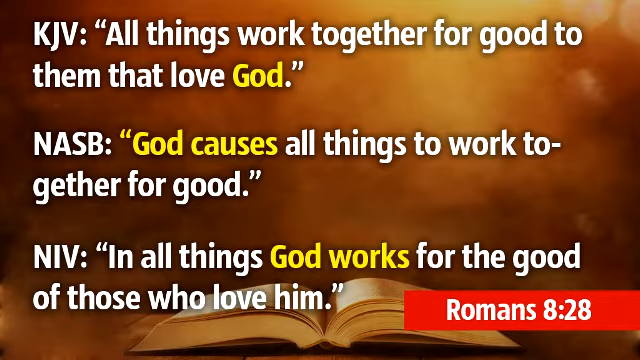 KJV: “All things work together for good to
them that love God.”
NASB: “God causes all things to work to-
gether for good.”
NIV: “In all things God works for the good
of those who love him.”
Romans 8:28